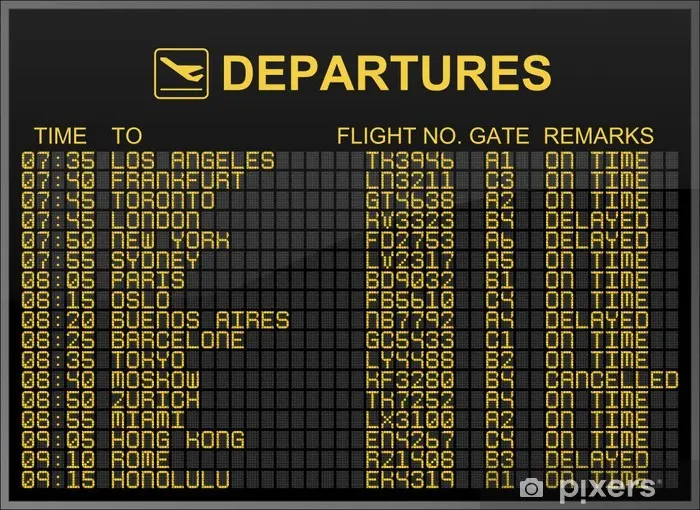 DEPARTURES
TIME TO FLIGHT NO. GATE REMARKS
07:35 LOS ANGELES TK3946 A1 ON TIME
07:40 FRANKFURT LN3211 C3 ON TIME
07:45 TORONTO GT4638 A2 ON TIME
07:45 LONDON KW3323 B4 DELAYED
07:50 NEW YORK FD2753 A6 DELAYED
07:55 SYDNEY LV2317 A5 ON TIME
08:05 PARIS BD9032 B1 ON TIME
08:15 OSLO FB5610 C4 ON TIME
08:20 BUENOS AIRES NB7792 A4 DELAYED
08:25 BARCELONE GC5433 C1 ON TIME
08:35 TOKYO LY4488 B2 ON TIME
08:40 MOSKOW KF3280 B4 CANCELLED
08:50 ZURICH TK7252 A4 ON TIME
08:55 MIAMI LX3100 A2 ON TIME
09:05 HONG KONG EN4267 C4 ON TIME
09:10 ROME RZ1408 B3 DELAYED
09:15 HONOLULU EK4319 A1 ON TIME
pixers